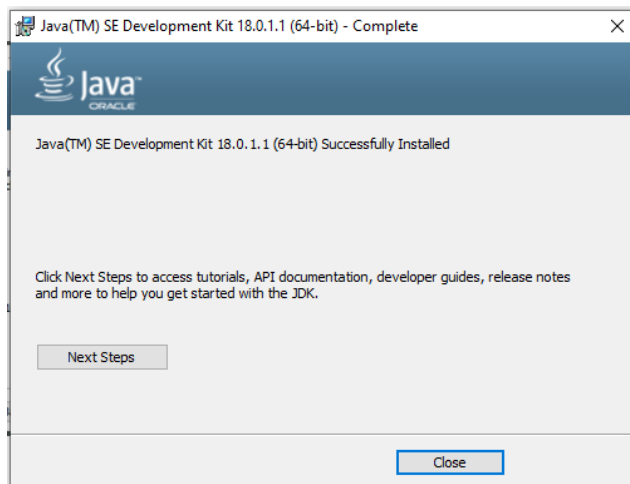 Java(TM) SE Development Kit 18.0.1.1 (64-bit) - Complete
Java™
ORACLE
Java(TM) SE Development Kit 18.0.1.1 (64-bit) Successfully Installed
Click Next Steps to access tutorials, API documentation, developer guides, release notes
and more to help you get started with the JDK.
Next Steps
Close